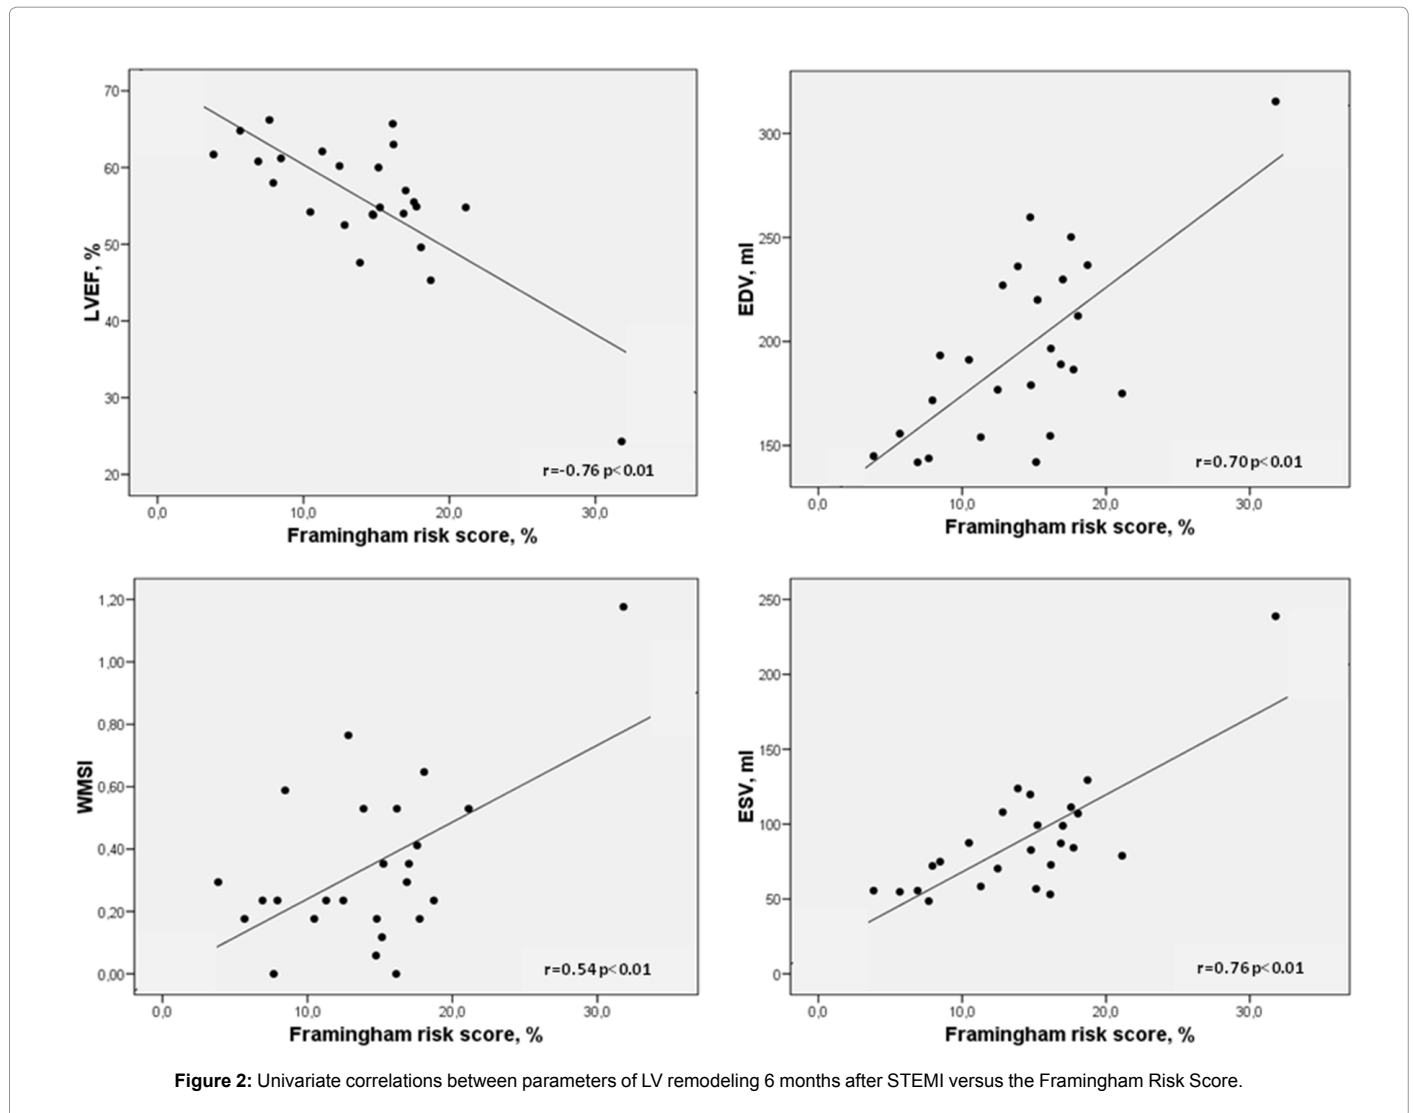 70
60
50
40
30
20
LVEF, %
r=-0.76 p<0.01
0,0 10,0 20,0 30,0
Framingham risk score, %
300
250
200
150
EDV, ml
r=0.70 p<0.01
0,0 10,0 20,0 30,0
Framingham risk score, %
1,20
1,00
0,80
0,60
0,40
0,20
0,00
WMSI
r=0.54 p<0.01
0,0 10,0 20,0 30,0
Framingham risk score, %
250
200
150
100
50
0
ESV, ml
r=0.76 p<0.01
0,0 10,0 20,0 30,0
Framingham risk score, %
Figure 2: Univariate correlations between parameters of LV remodeling 6 months after STEMI versus the Framingham Risk Score.